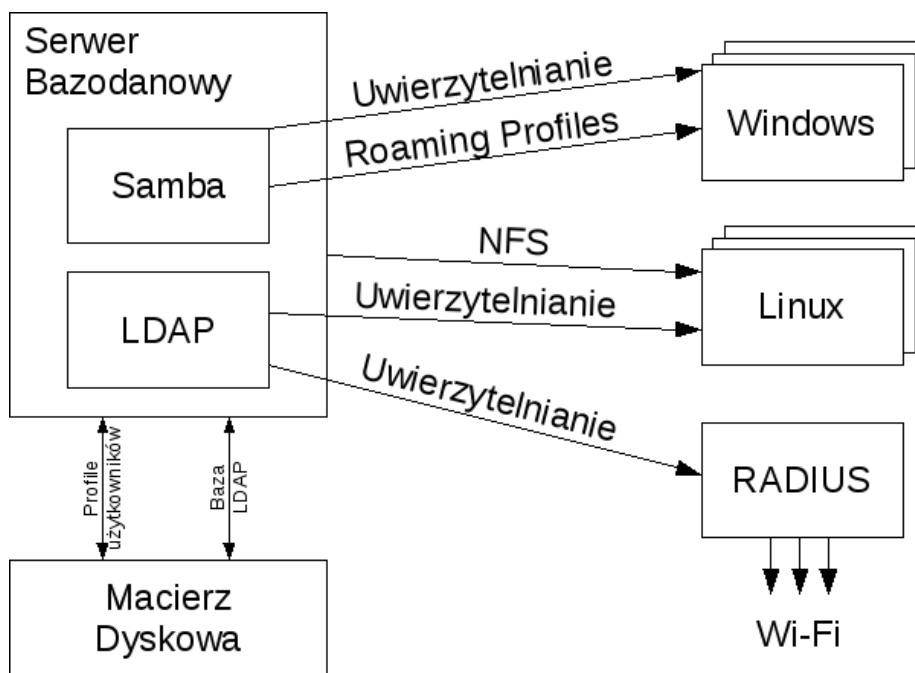 Serwer
Bazodanowy
Samba
LDAP
Uwierzytelnianie
Roaming Profiles
NFS
Uwierzytelnianie
Uwierzytelnianie
Windows
Linux
RADIUS
Wi-Fi
Profile
użytkowników
Baza
LDAP
Macierz
Dyskowa